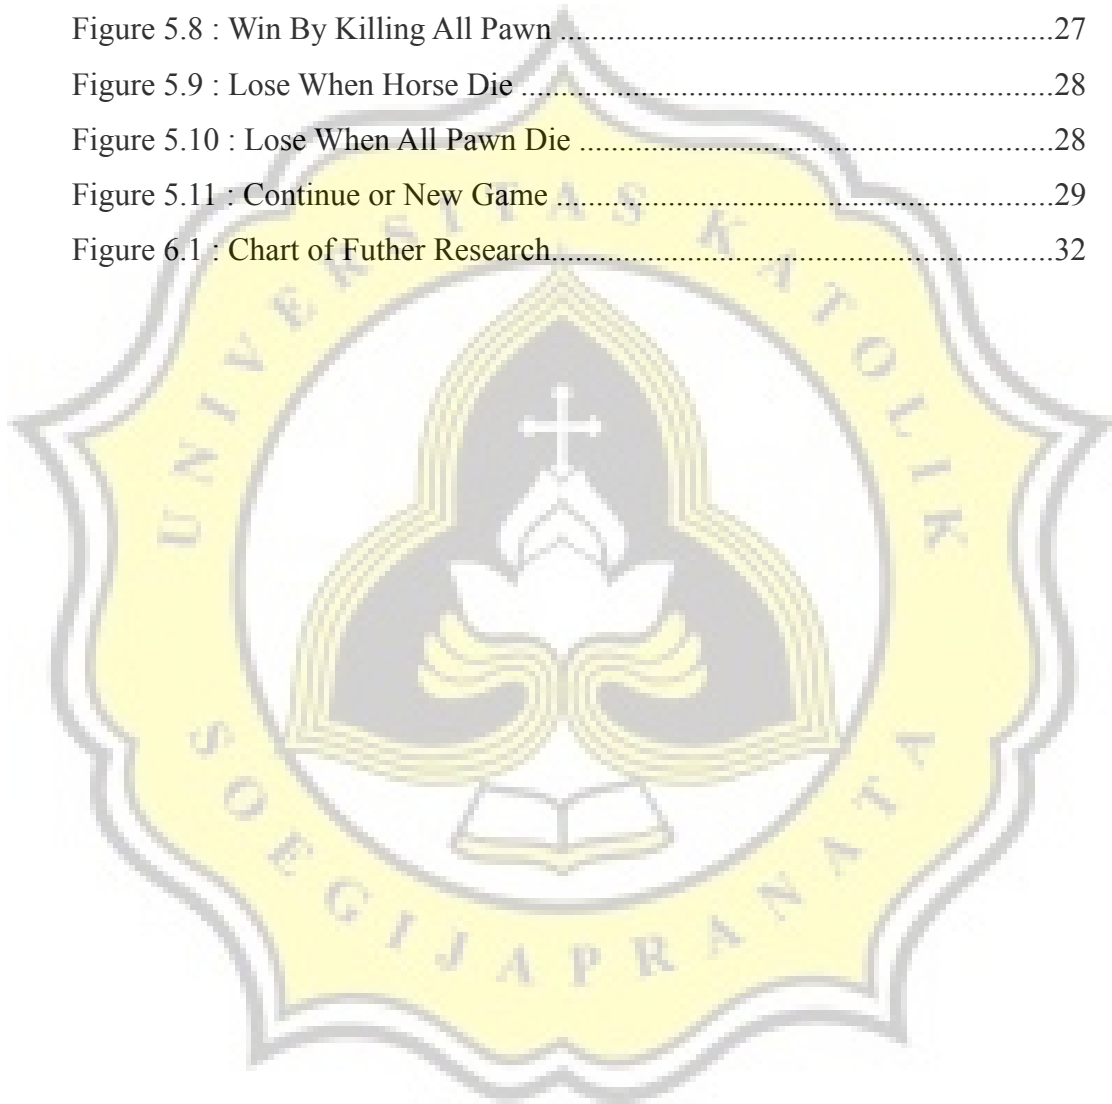 Figure 5.8 : Win By Killing All Pawn ....................................................................27
Figure 5.9 : Lose When Horse Die .........................................................................28
Figure 5.10 : Lose When All Pawn Die .................................................................28
Figure 5.11 : Continue or New Game ....................................................................29
Figure 6.1 : Chart of Futher Research.....................................................................32
UNIVERSITAS KATOLIK
SOEGIJAPRANATA